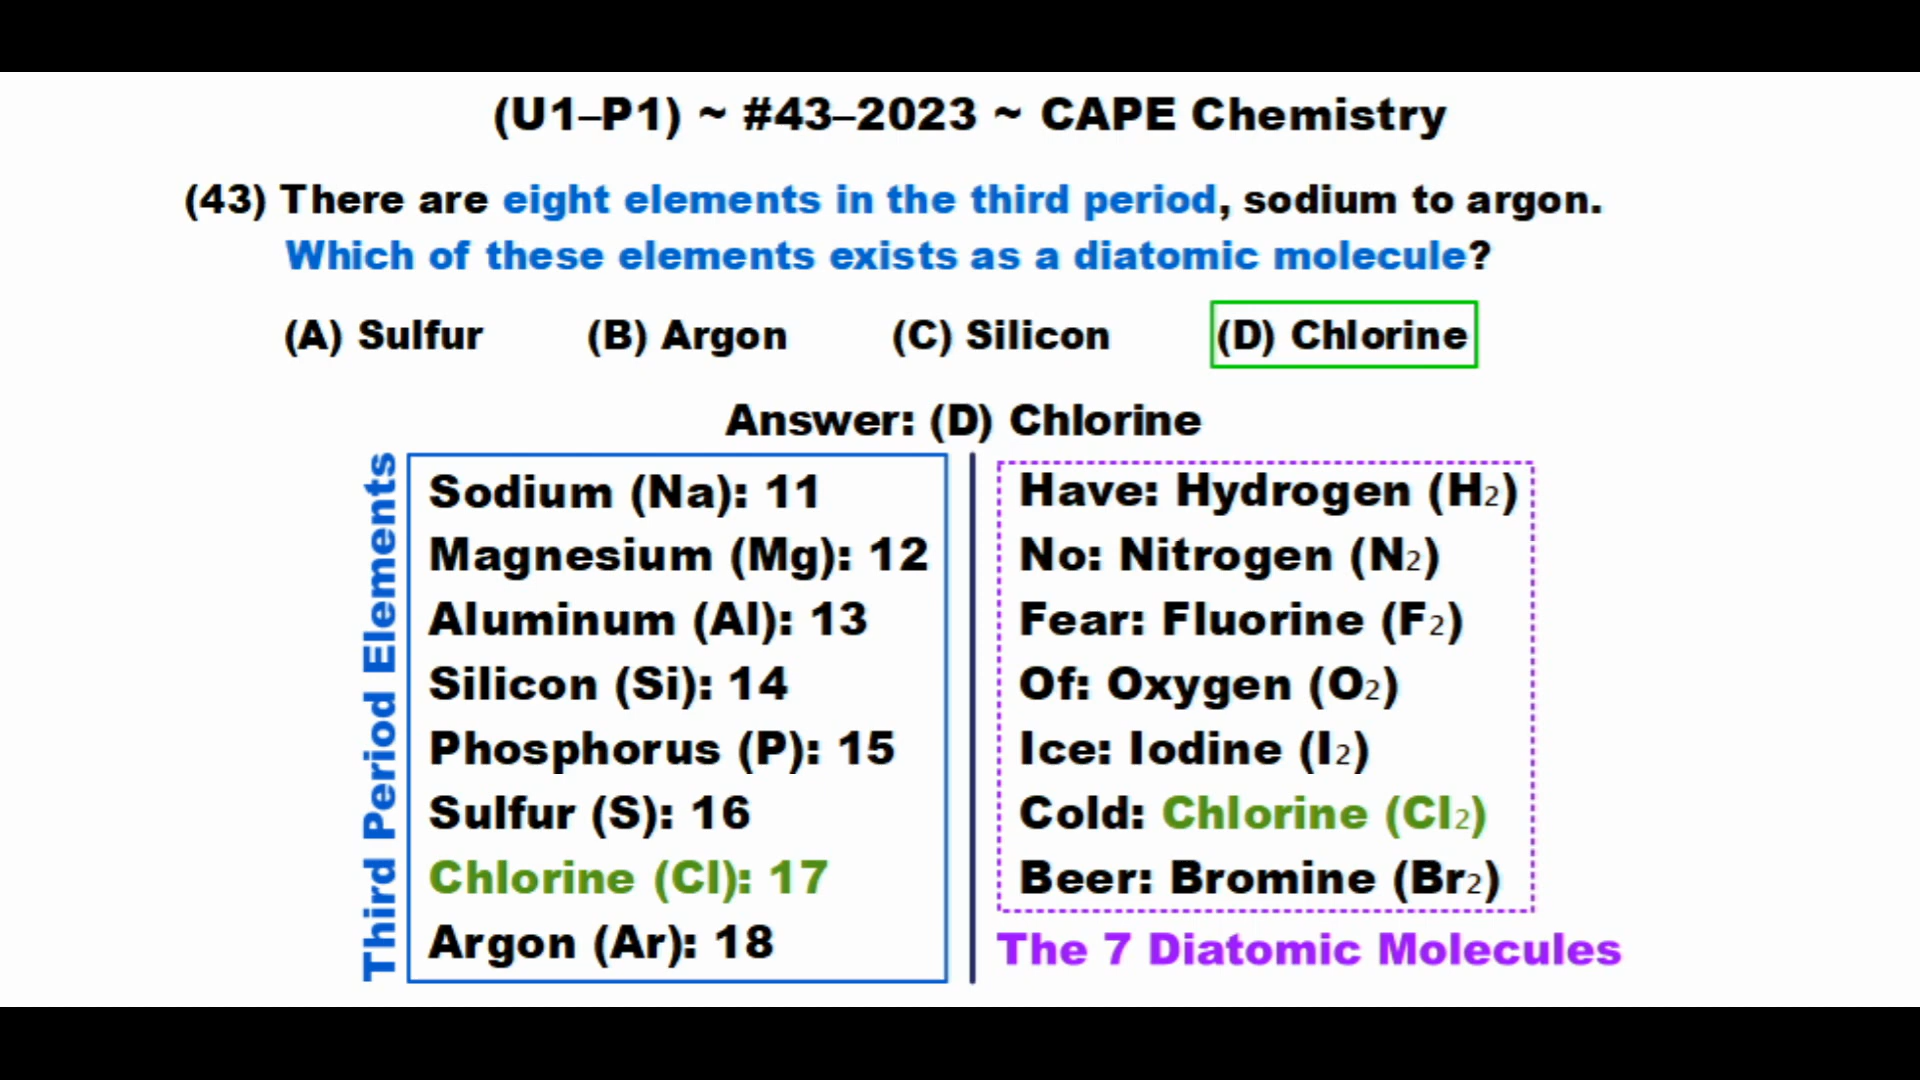 (U1–P1) ~ #43–2023 ~ CAPE Chemistry
(43) There are eight elements in the third period, sodium to argon.
Which of these elements exists as a diatomic molecule?
(A) Sulfur (B) Argon (C) Silicon (D) Chlorine
Answer: (D) Chlorine
Third Period Elements
Sodium (Na): 11
Magnesium (Mg): 12
Aluminum (Al): 13
Silicon (Si): 14
Phosphorus (P): 15
Sulfur (S): 16
Chlorine (Cl): 17
Argon (Ar): 18
Have: Hydrogen (H₂)
No: Nitrogen (N₂)
Fear: Fluorine (F₂)
Of: Oxygen (O₂)
Ice: Iodine (I₂)
Cold: Chlorine (Cl₂)
Beer: Bromine (Br₂)
The 7 Diatomic Molecules